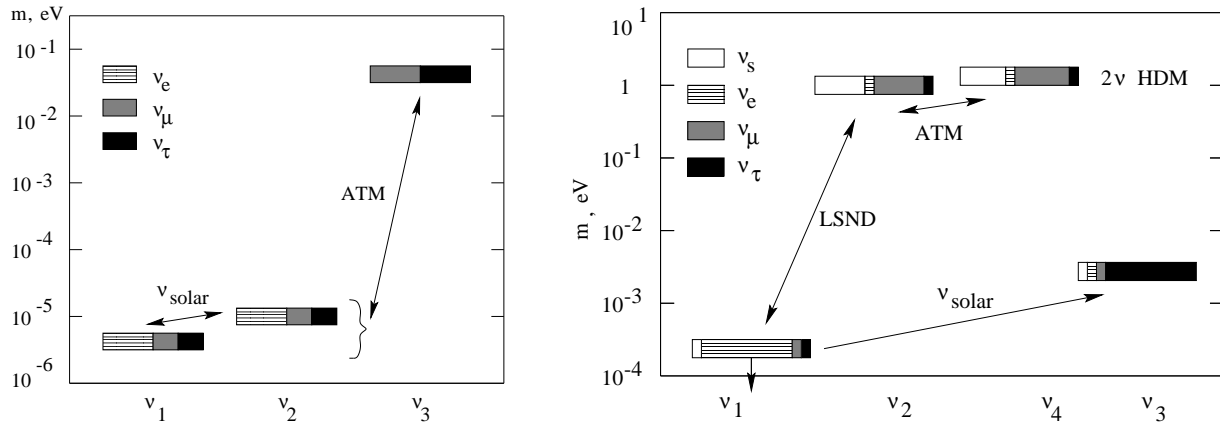 m, eV
10^-1
10^-2
10^-3
10^-4
10^-5
10^-6
ν_e
ν_μ
ν_τ
ATM
ν_solar
ν_1 ν_2 ν_3
m, eV
10^1
1
10^-1
10^-2
10^-3
10^-4
ν_s
ν_e
ν_μ
ν_τ
2ν HDM
ATM
LSND
ν_solar
ν_1 ν_2 ν_4 ν_3